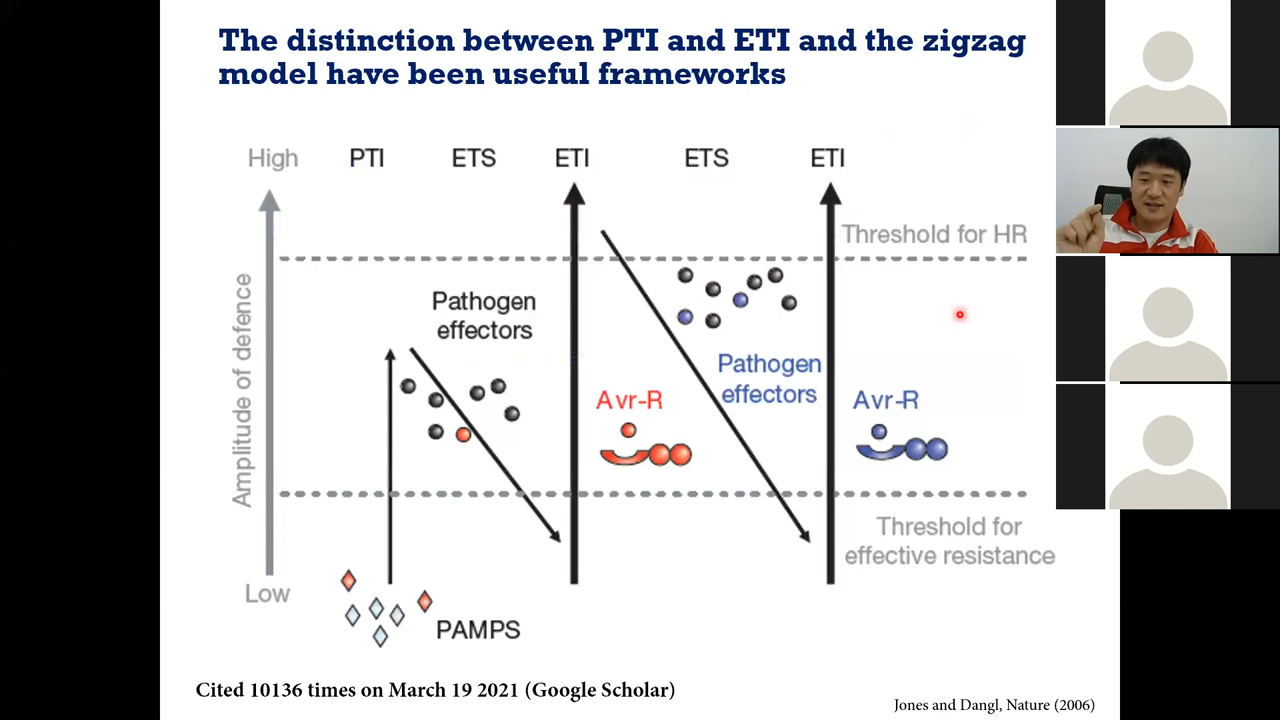 The distinction between PTI and ETI and the zigzag
model have been useful frameworks
High
PTI
ETS
ETI
ETS
ETI
Threshold for HR
Pathogen
effectors
Amplitude of defence
Pathogen
effectors
Avr-R
Avr-R
Threshold for
effective resistance
Low
PAMPS
Cited 10136 times on March 19 2021 (Google Scholar)
Jones and Dangl, Nature (2006)